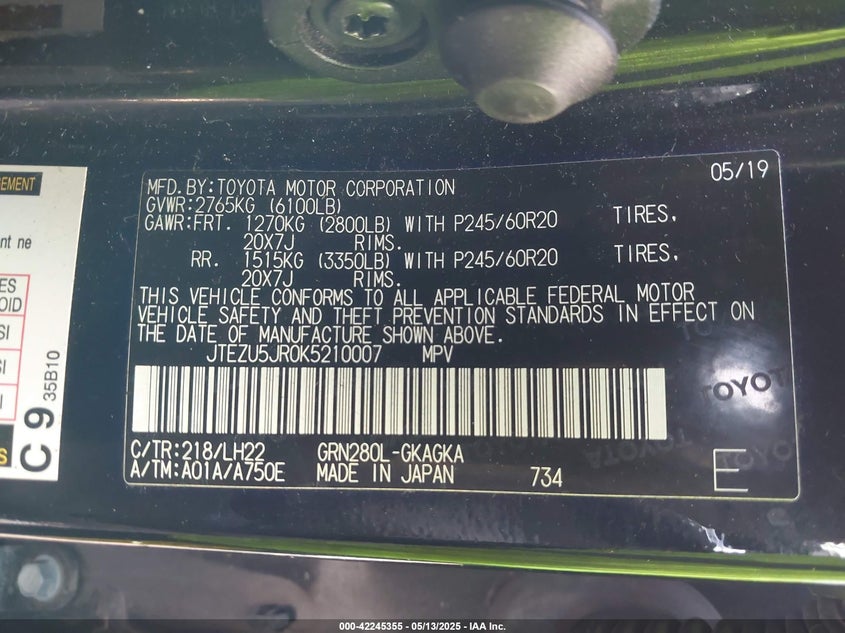 05/19
MFD.BY:TOYOTA MOTOR CORPORATION
GVWR:2765KG (6100LB)
GAWR:FRT. 1270KG (2800LB) WITH P245/60R20 TIRES,
20X7J RIMS.
RR. 1515KG (3350LB) WITH P245/60R20 TIRES,
20X7J RIMS.
THIS VEHICLE CONFORMS TO ALL APPLICABLE FEDERAL MOTOR
VEHICLE SAFETY AND THEFT PREVENTION STANDARDS IN EFFECT ON
THE DATE OF MANUFACTURE SHOWN ABOVE.
JTEZU5JR0K5210007 MPV
TOYOTA
C/TR:218/LH22 GRN280L-GKAGKA
A/TM:A01A/A750E MADE IN JAPAN 734 E
C 9
35B10
000-42245355 - 05/13/2025 - IAA Inc.